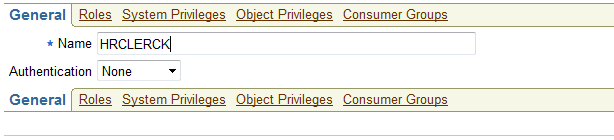 General Roles System Privileges Object Privileges Consumer Groups
* Name HRCLERCK
Authentication None
General Roles System Privileges Object Privileges Consumer Groups